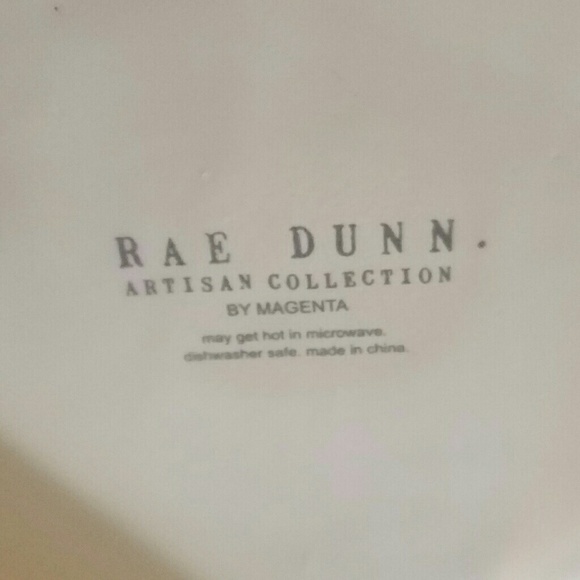 RAE DUNN.
ARTISAN COLLECTION
BY MAGENTA
may get hot in microwave.
dishwasher safe. made in china.